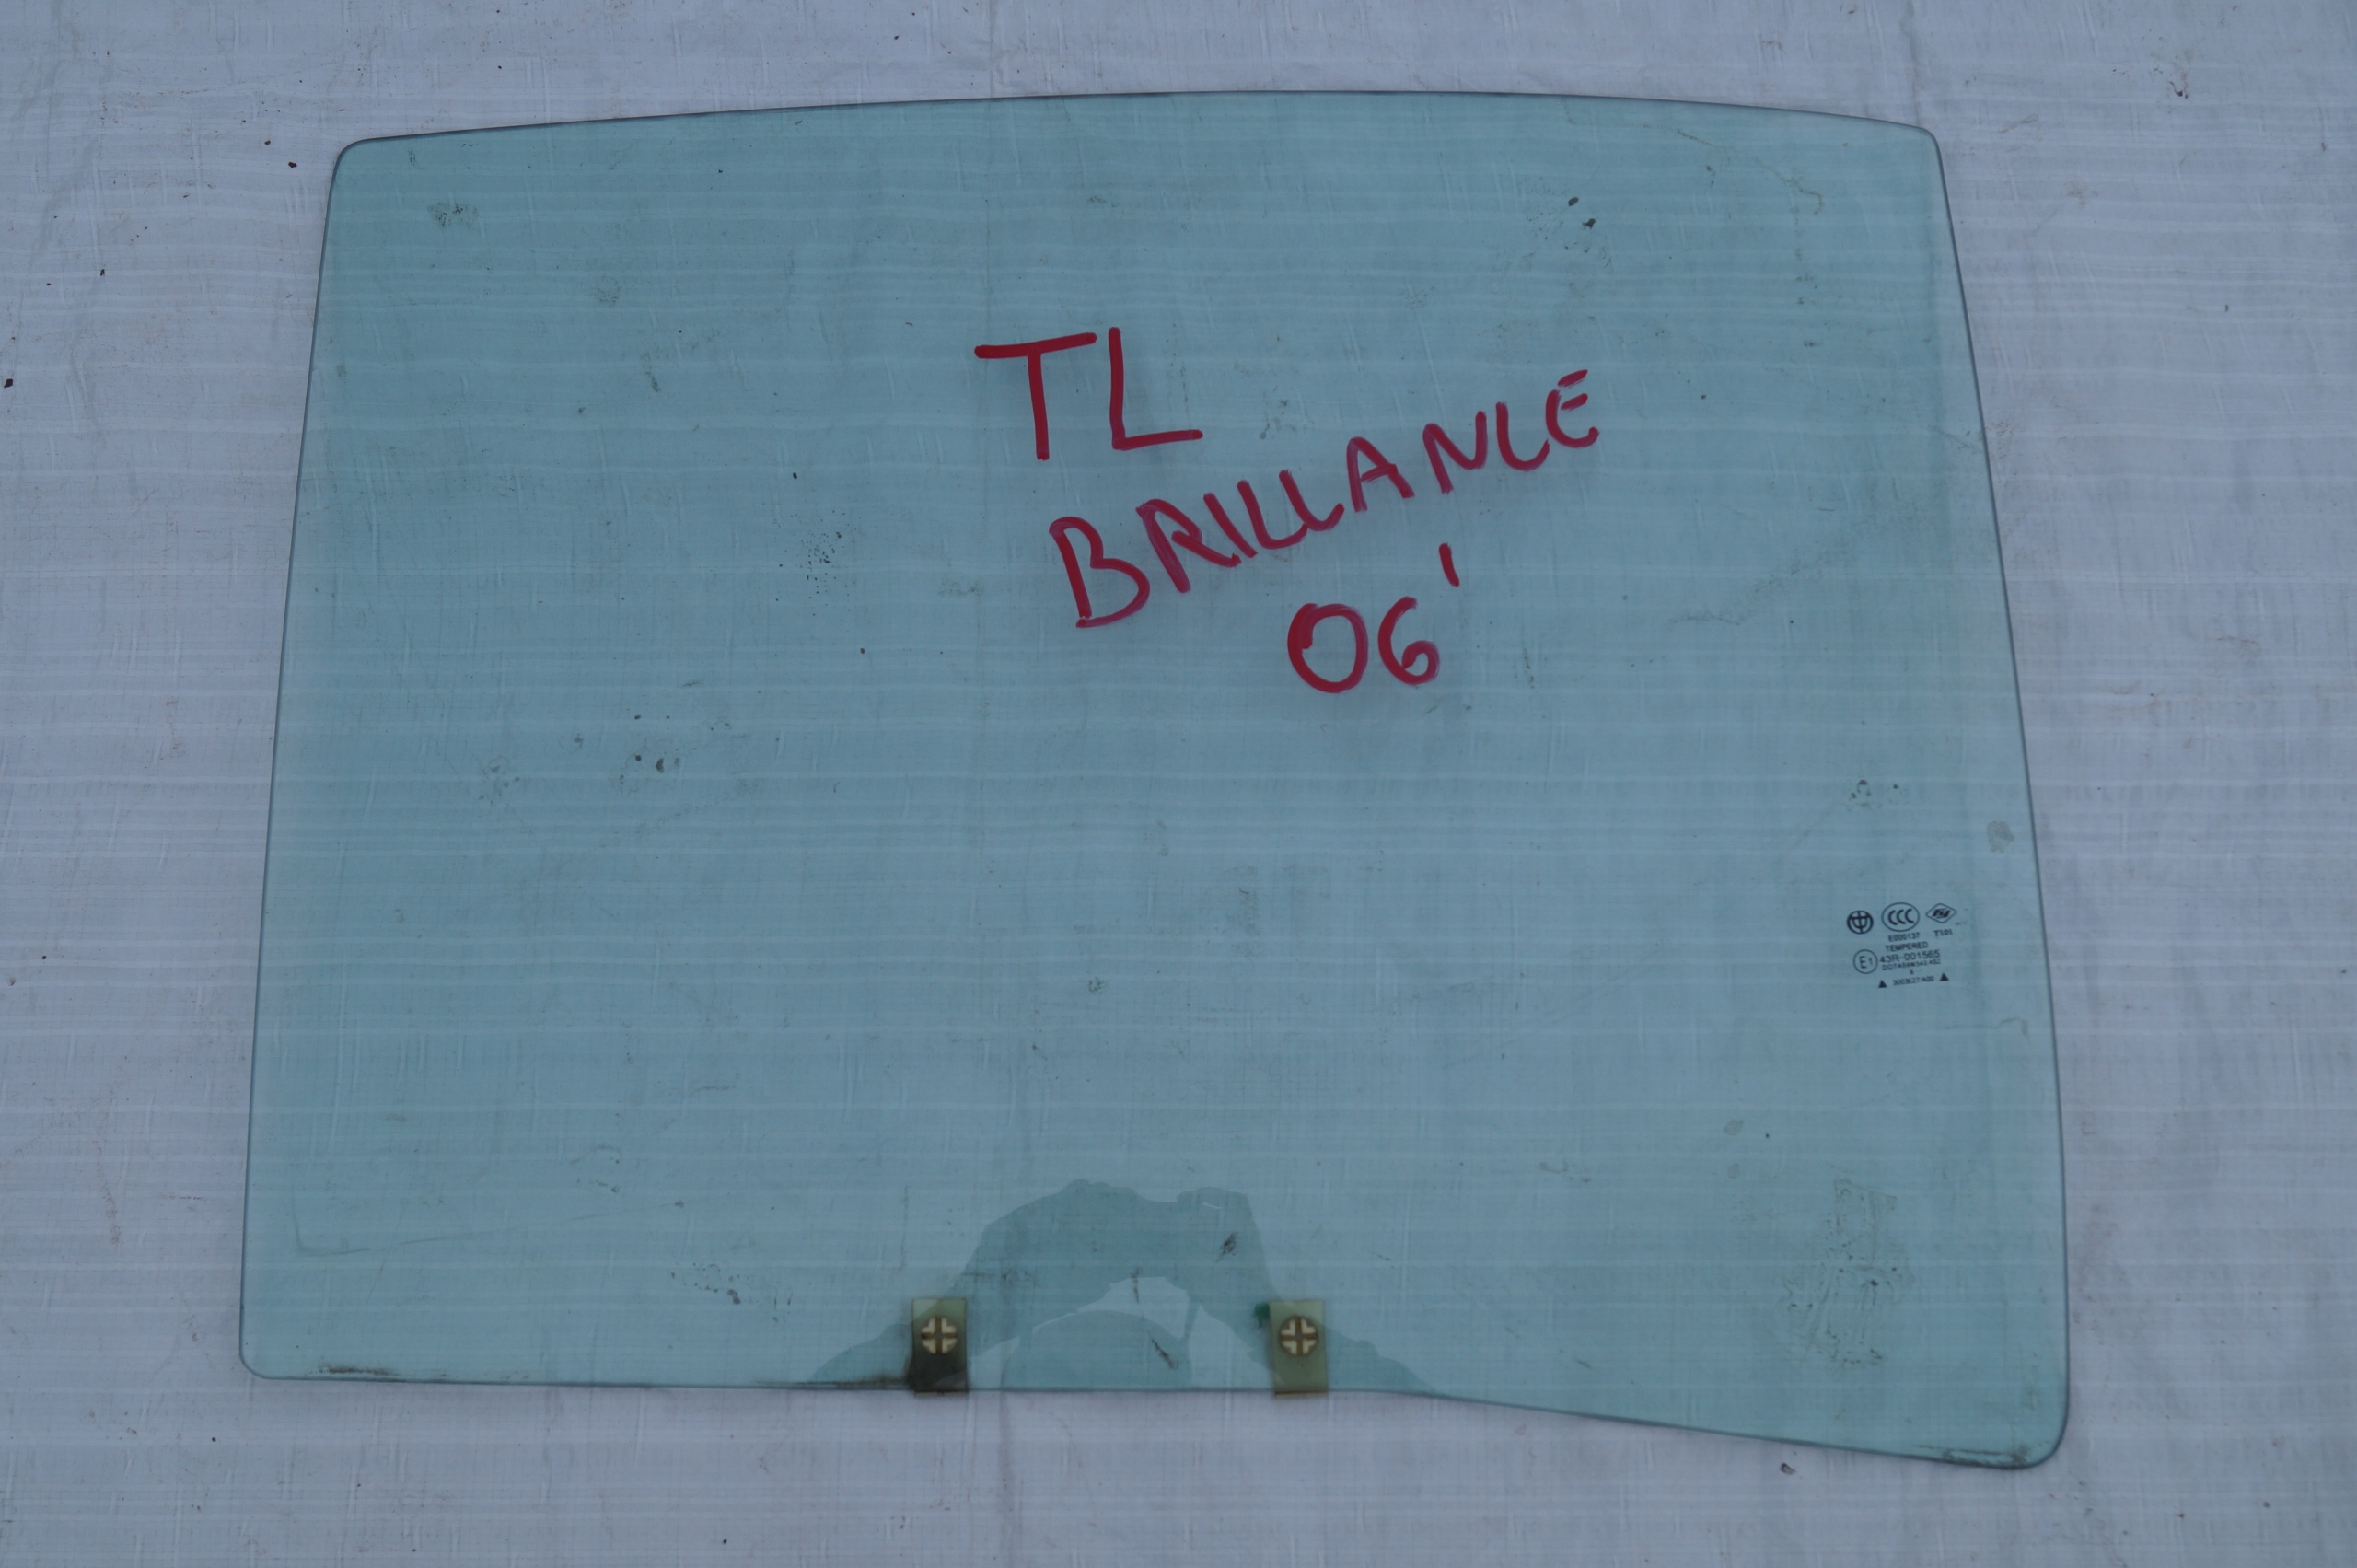 TL
BRILLANCE
06'
CCC
E000137 T101
TEMPERED
E1 43R-001565